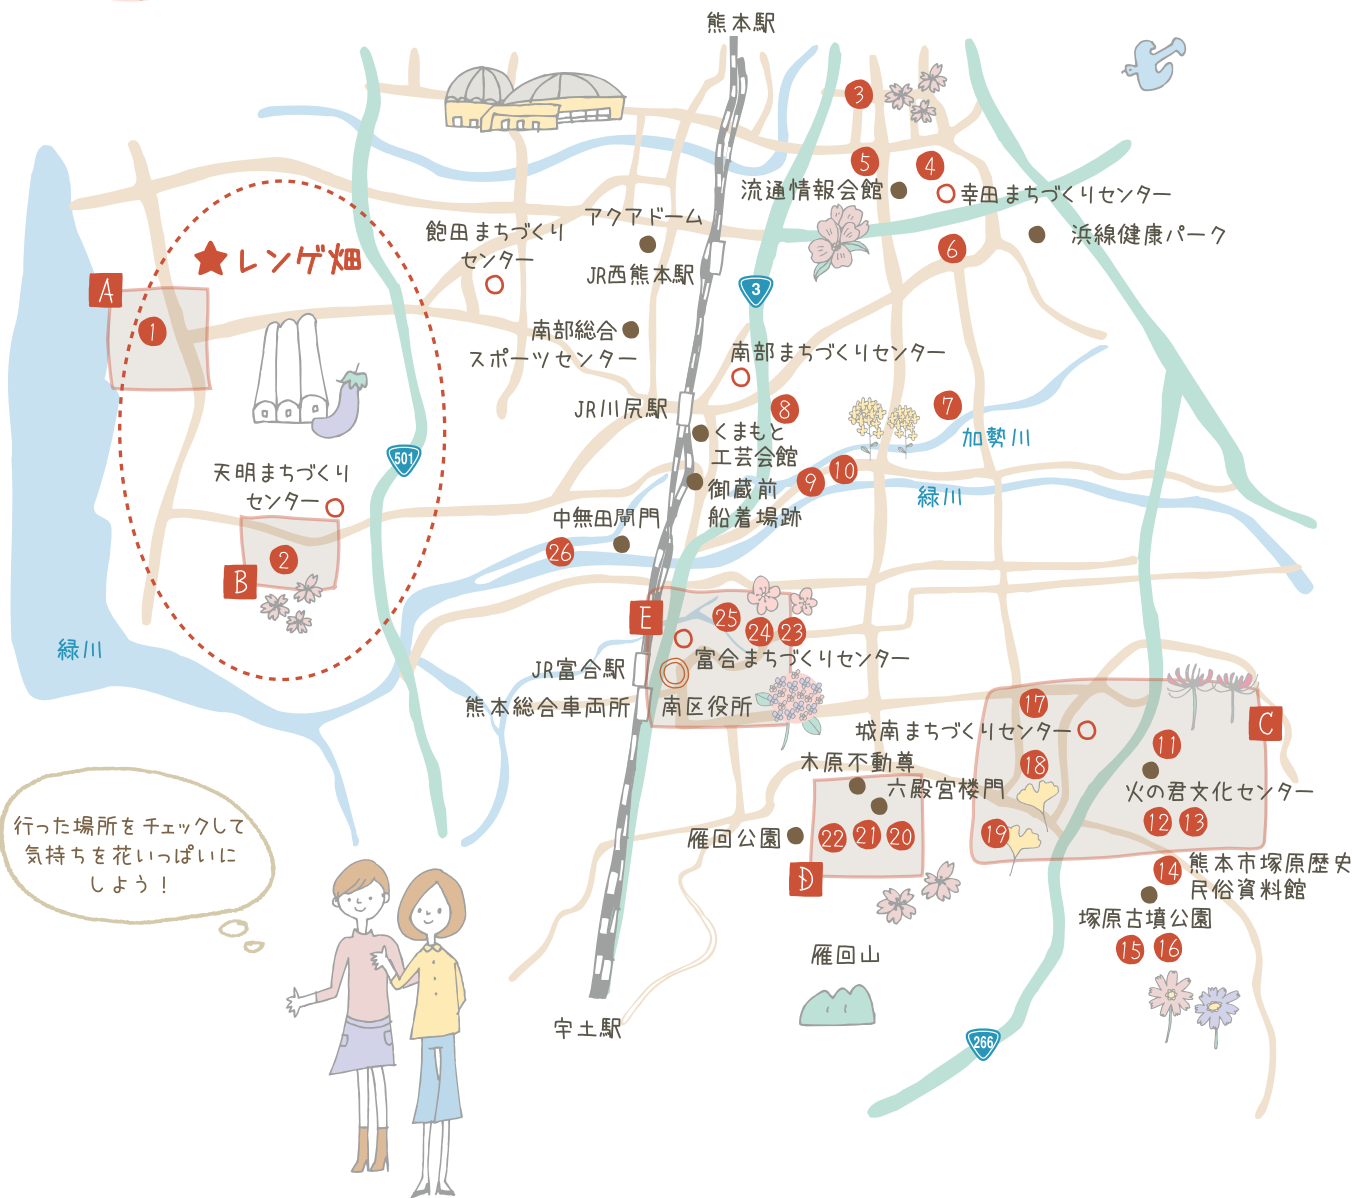 熊本駅
3
5
4
流通情報会館
幸田まちづくりセンター
アクアドーム
飽田まちづくり
センター
浜線健康パーク
6
レンゲ畑
JR西熊本駅
A
3
1
南部総合
スポーツセンター
南部まちづくりセンター
JR川尻駅
8
7
くまもと
工芸会館
加勢川
501
天明まちづくり
センター
9
10
御蔵前
船着場跡
緑川
中無田閘門
26
2
B
E
25
24
23
緑川
富合まちづくりセンター
JR富合駅
熊本総合車両所
南区役所
17
C
城南まちづくりセンター
11
木原不動尊
18
六殿宮楼門
火の君文化センター
12
13
雁回公園
22
21
20
19
D
14
熊本市塚原歴史
民俗資料館
塚原古墳公園
15
16
雁回山
宇土駅
266
行った場所をチェックして
気持ちを花いっぱいに
しよう！